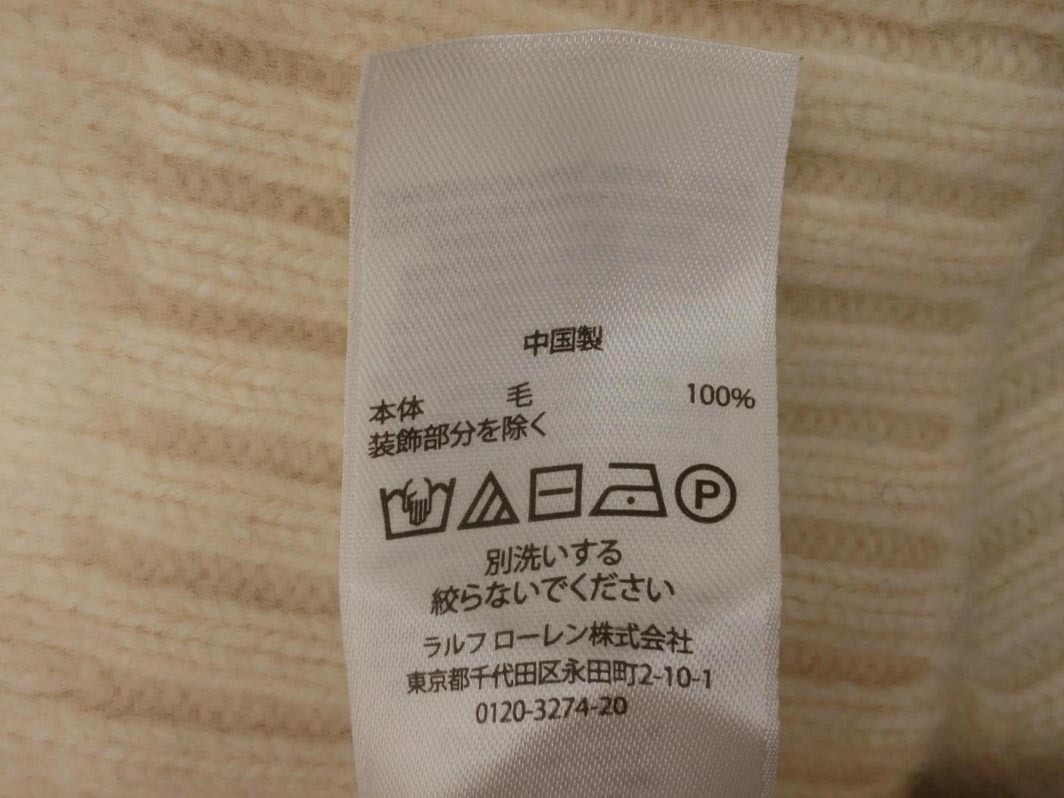 中国製
本体 毛 100%
装飾部分を除く
P
別洗いする
絞らないでください
ラルフ ローレン株式会社
東京都千代田区永田町2-10-1
0120-3274-20